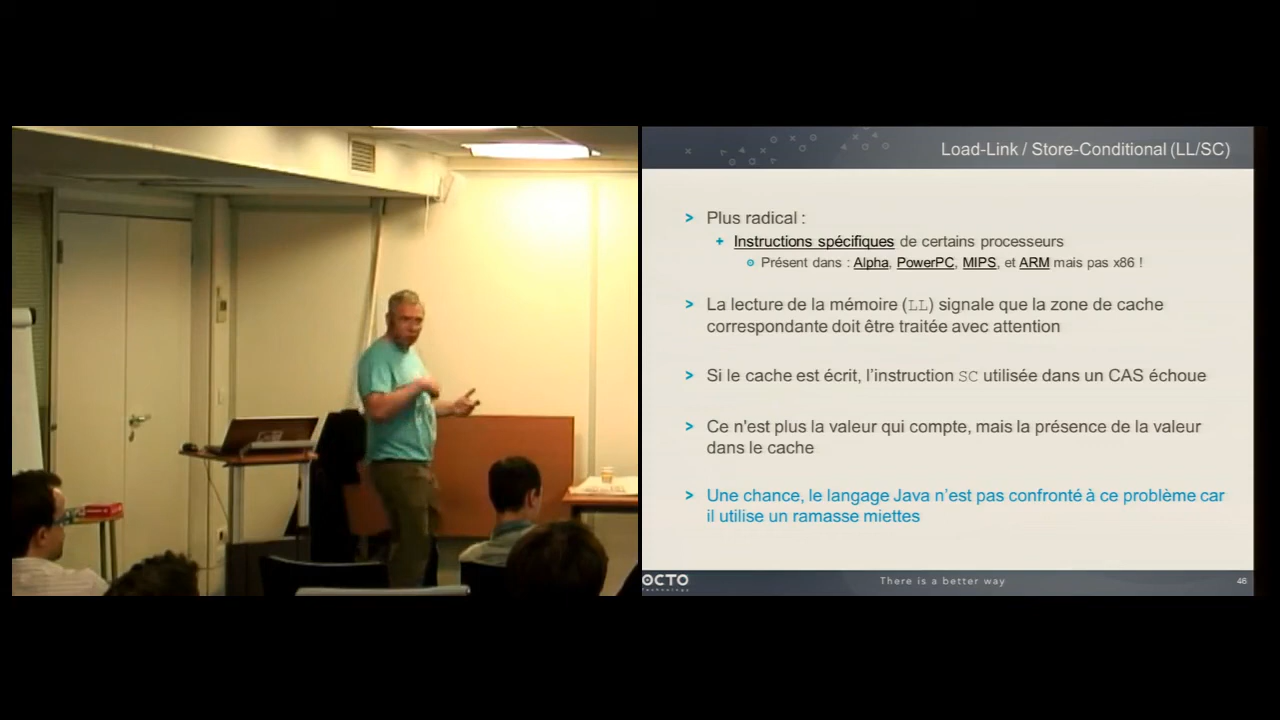 Load-Link / Store-Conditional (LL/SC)
> Plus radical :
+ Instructions spécifiques de certains processeurs
Présent dans : Alpha, PowerPC, MIPS, et ARM mais pas x86 !
> La lecture de la mémoire (LL) signale que la zone de cache
correspondante doit être traitée avec attention
> Si le cache est écrit, l'instruction SC utilisée dans un CAS échoue
> Ce n'est plus la valeur qui compte, mais la présence de la valeur
dans le cache
> Une chance, le langage Java n'est pas confronté à ce problème car
il utilise un ramasse miettes
OCTO
Technology
There is a better way
46